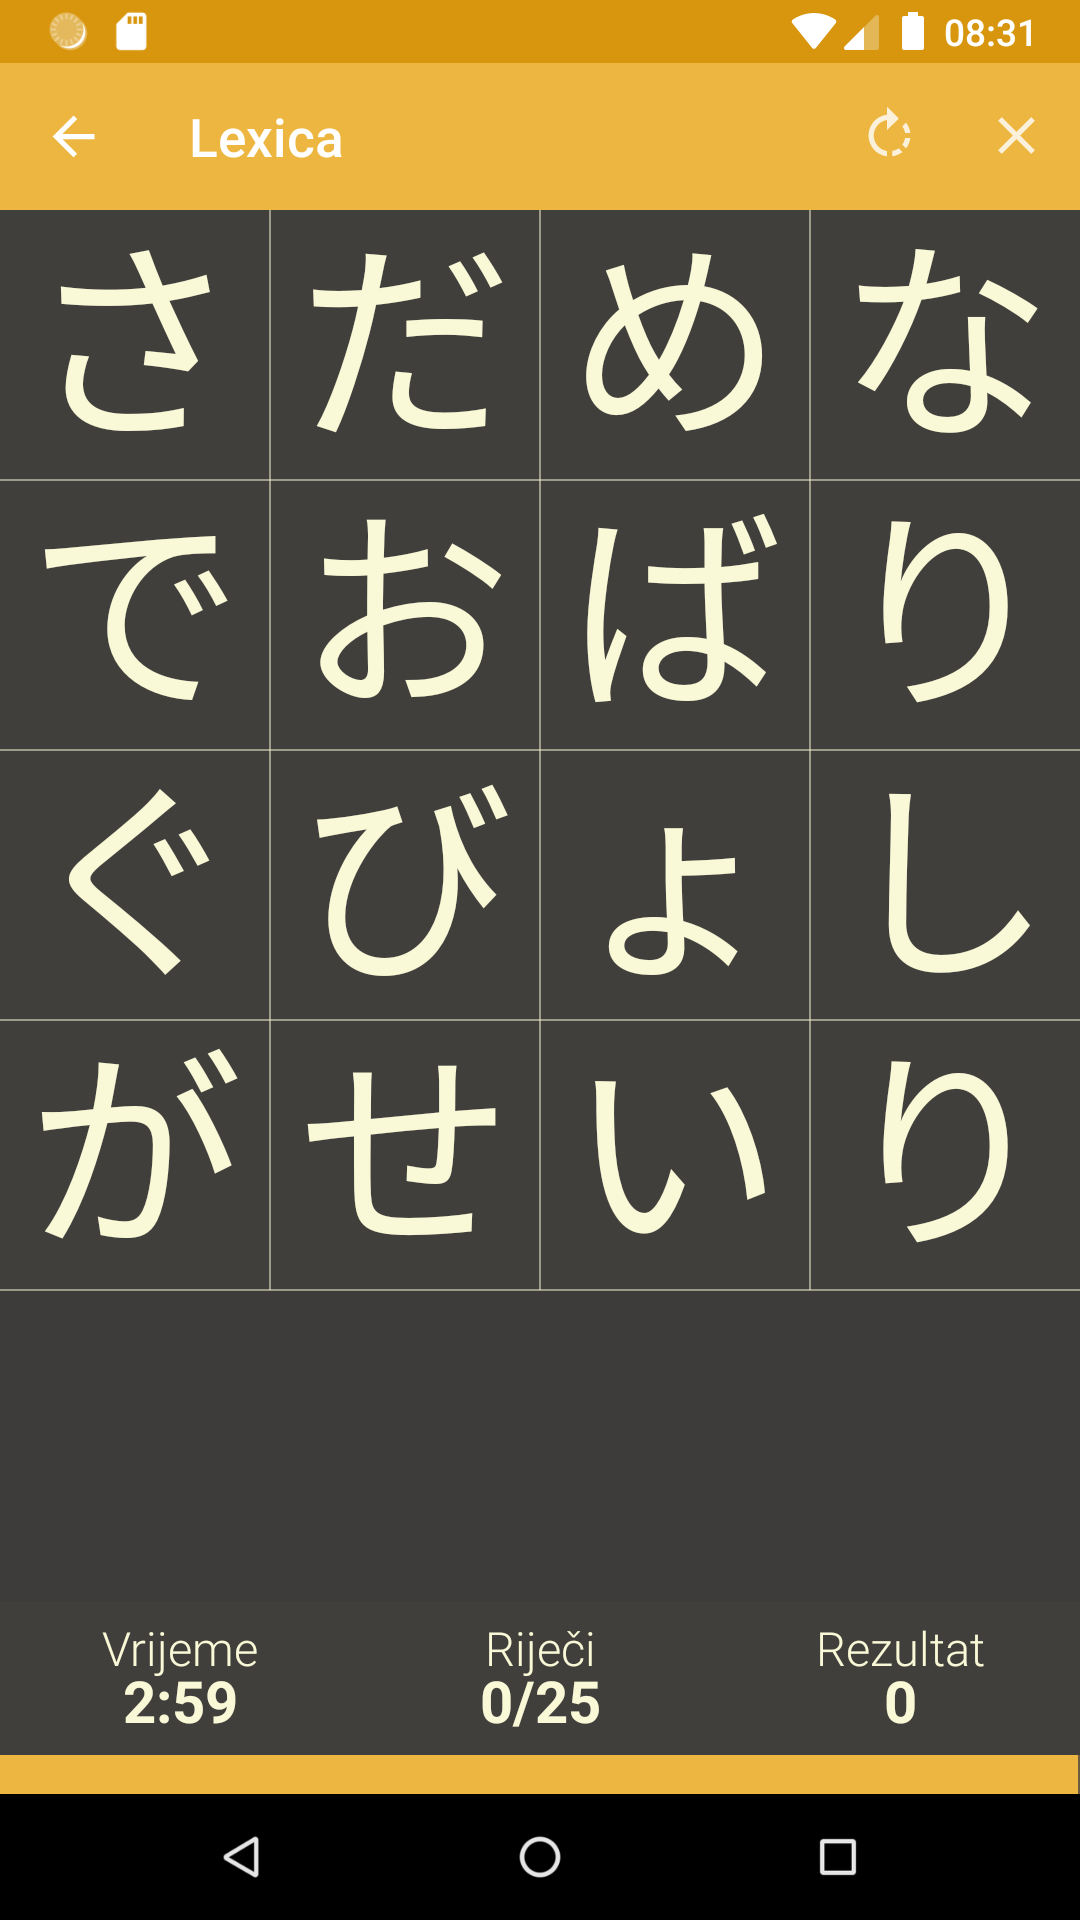 08:31
Lexica
さ だ め な
で お ば り
ぐ び ょ し
が せ い り
Vrijeme Riječi Rezultat
2:59 0/25 0